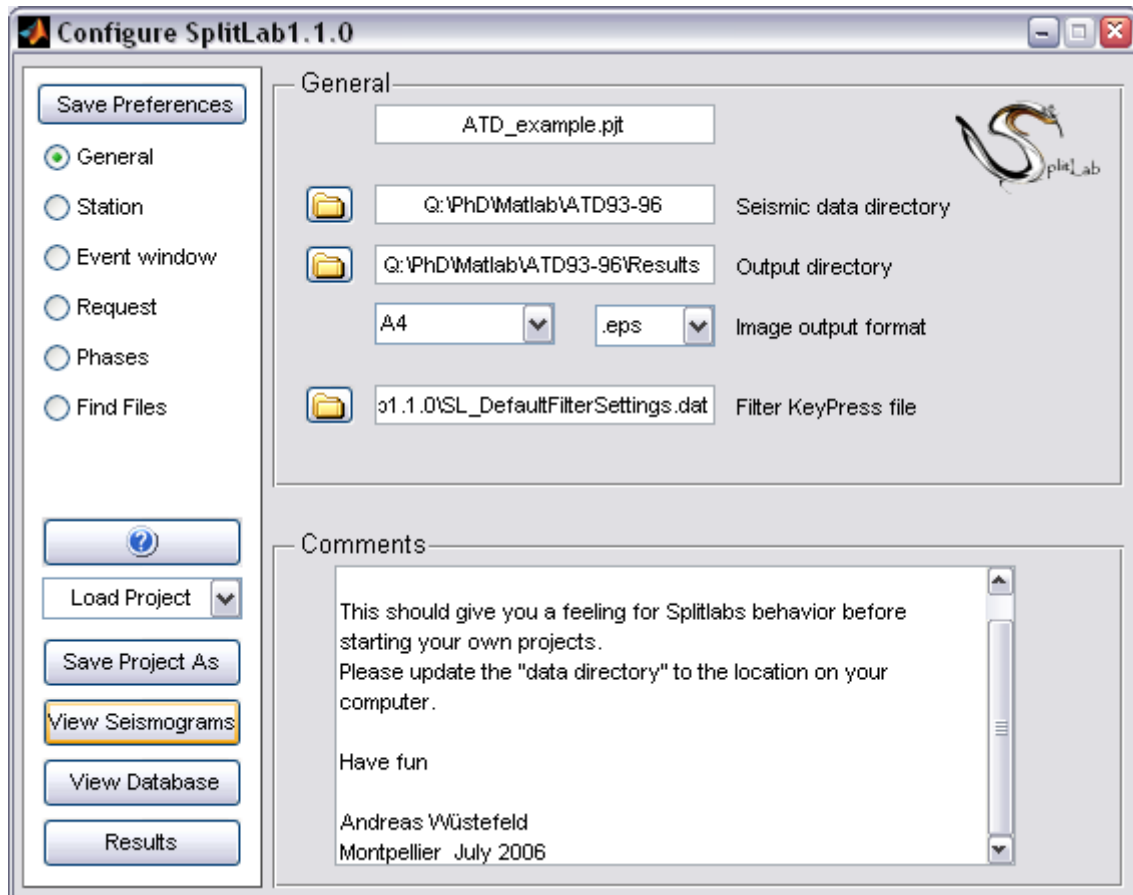 Configure SplitLab1.1.0
Save Preferences
General
Station
Event window
Request
Phases
Find Files
Load Project
Save Project As
View Seismograms
View Database
Results
General
ATD_example.pjt
SplitLab
Q:\PhD\Matlab\ATD93-96
Seismic data directory
Q:\PhD\Matlab\ATD93-96\Results
Output directory
A4
.eps
Image output format
b1.1.0\SL_DefaultFilterSettings.dat
Filter KeyPress file
Comments
This should give you a feeling for Splitlabs behavior before
starting your own projects.
Please update the "data directory" to the location on your
computer.
Have fun
Andreas Wüstefeld
Montpellier July 2006